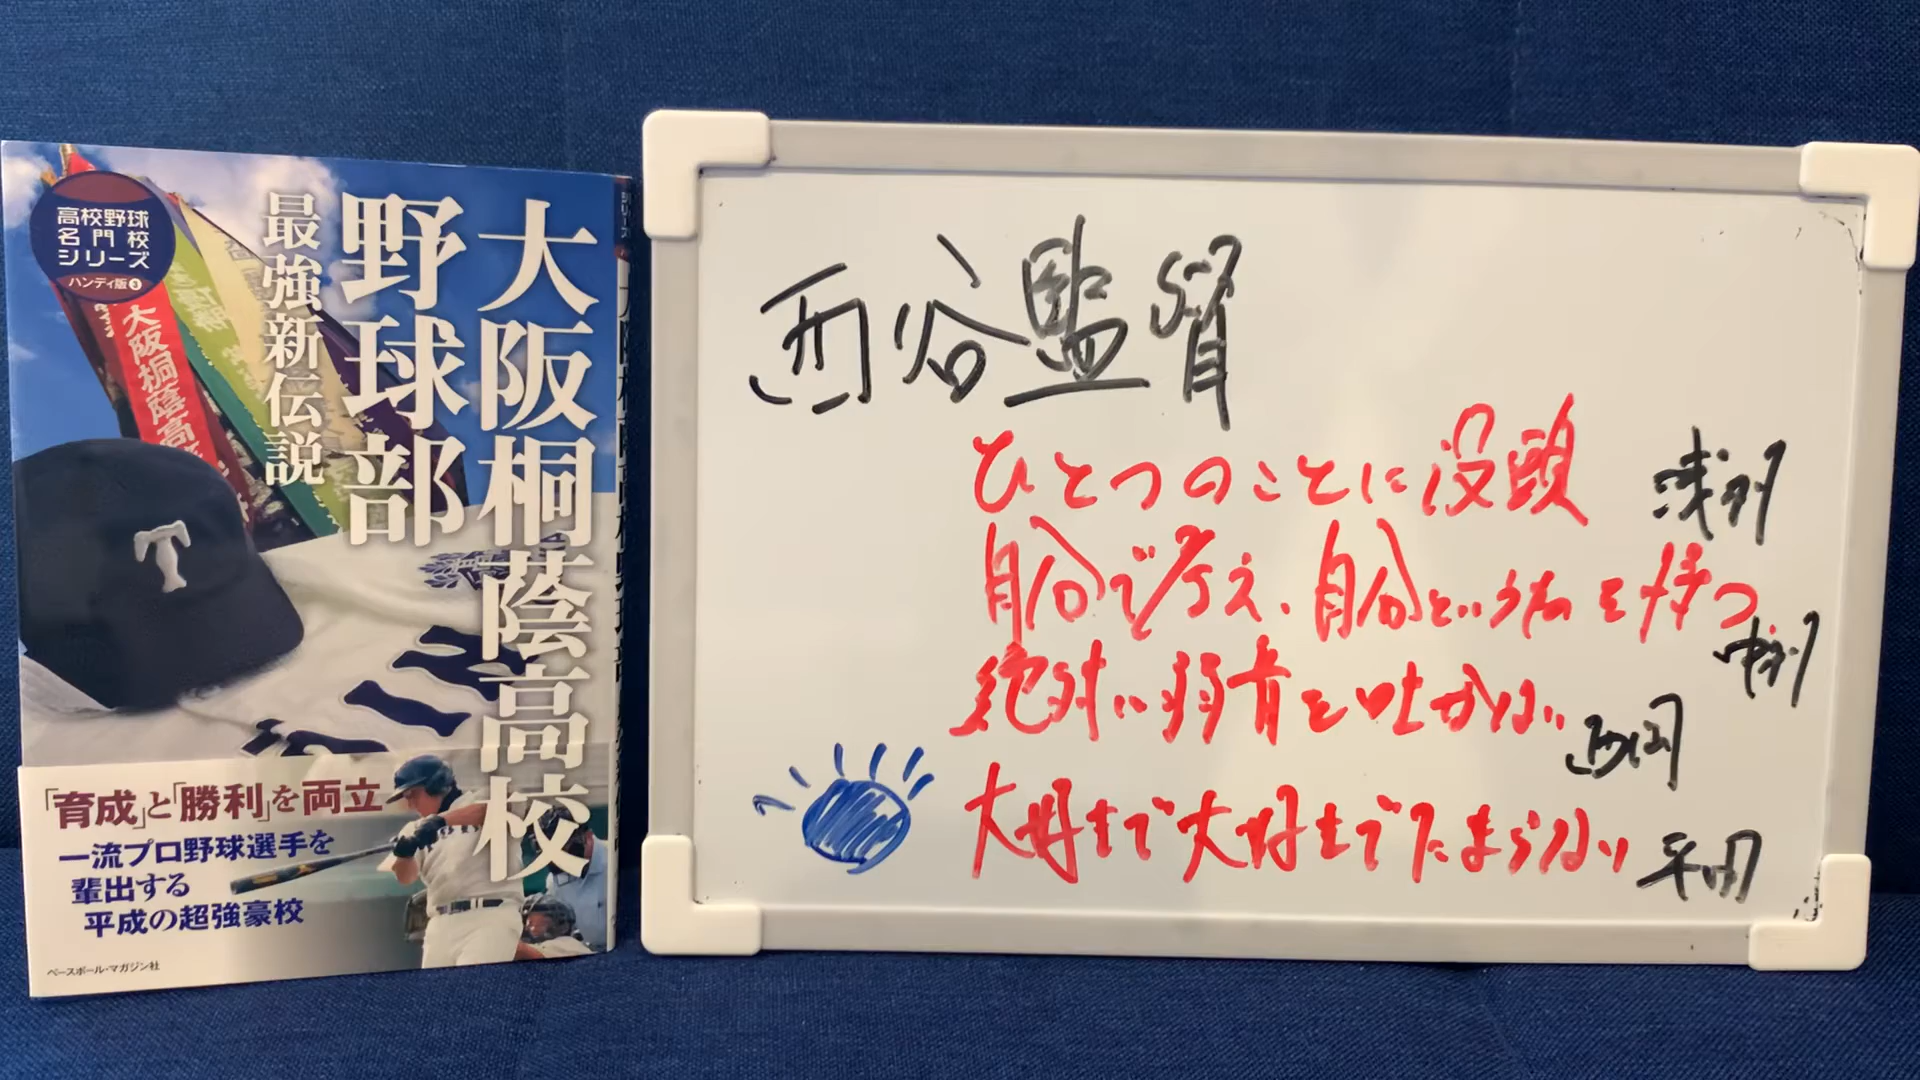 高校野球
名門校
シリーズ
ハンディ版3
大阪桐蔭高校
野球部
最強新伝説
大阪桐蔭高
T
「育成」と「勝利」を両立
一流プロ野球選手を
輩出する
平成の超強豪校
ベースボール・マガジン社
西谷監督
ひとつのことに没頭 浅村
自分で考え、自分というものを持つ 中村
絶対に弱音を吐かない 西岡
大好きで大好きでたまらない 平田